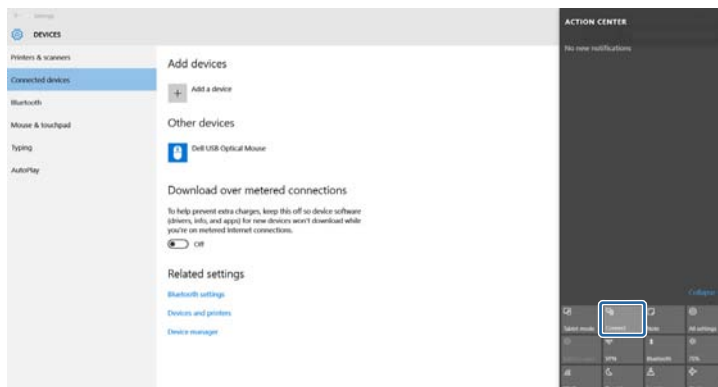 Settings
DEVICES
Printers & scanners
Connected devices
Bluetooth
Mouse & touchpad
Typing
AutoPlay
Add devices
Add a device
Other devices
Dell USB Optical Mouse
Download over metered connections
To help prevent extra charges, keep this off so device software
(drivers, info, and apps) for new devices won't download while
you're on metered Internet connections.
Off
Related settings
Bluetooth settings
Devices and printers
Device manager
ACTION CENTER
No new notifications
Collapse
Tablet mode
Connect
Note
All settings
VPN
Bluetooth